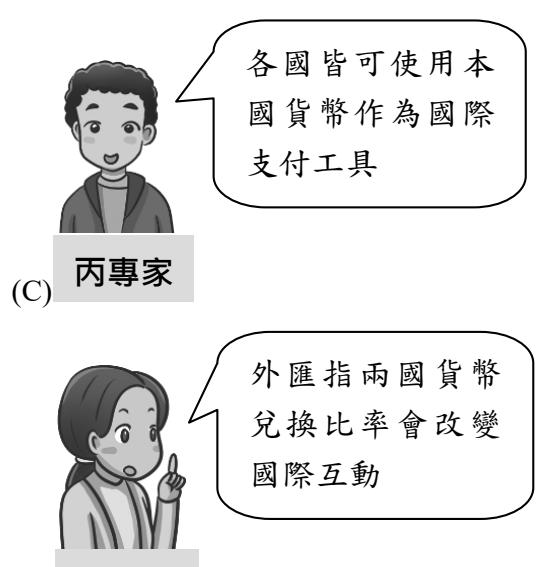 各國皆可使用本
國貨幣作為國際
支付工具
(C)
丙專家
外匯指兩國貨幣
兌換比率會改變
國際互動